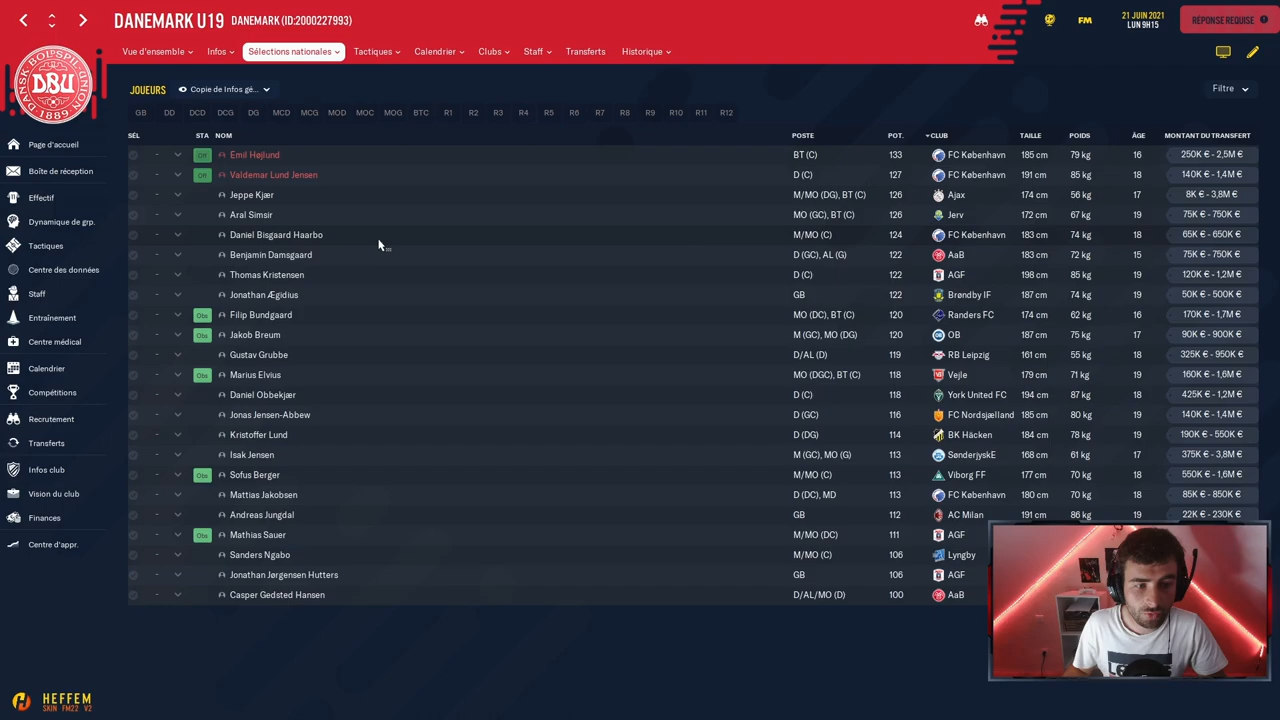 DANEMARK U19 DANEMARK (ID:2000227993)
21 JUIN 2021
LUN 9H15
RÉPONSE REQUISE
FM
Vue d'ensemble Infos Sélections nationales Tactiques Calendrier Clubs Staff Transferts Historique
DANSK BOLDSPIL-UNION
DBU
1889
JOUEURS Copie de Infos gé... Filtre
GB DD DCD DCG DG MCD MCG MOD MOC MOG BTC R1 R2 R3 R4 R5 R6 R7 R8 R9 R10 R11 R12
SÉL STA NOM POSTE POT. CLUB TAILLE POIDS ÂGE MONTANT DU TRANSFERT
- Off Emil Højlund BT (C) 133 FC København 185 cm 79 kg 16 250K € - 2,5M €
- Off Valdemar Lund Jensen D (C) 127 FC København 191 cm 85 kg 18 140K € - 1,4M €
- Jeppe Kjær M/MO (DG), BT (C) 126 Ajax 174 cm 56 kg 17 8K € - 3,8M €
- Aral Simsir MO (GC), BT (C) 126 Jerv 172 cm 67 kg 19 75K € - 750K €
- Daniel Bisgaard Haarbo M/MO (C) 124 FC København 183 cm 74 kg 18 65K € - 650K €
- Benjamin Damsgaard D (GC), AL (G) 122 AaB 183 cm 72 kg 15 75K € - 750K €
- Thomas Kristensen D (C) 122 AGF 198 cm 85 kg 19 120K € - 1,2M €
- Jonathan Ægidius GB 122 Brøndby IF 187 cm 74 kg 19 50K € - 500K €
- Obs Filip Bundgaard MO (DC), BT (C) 120 Randers FC 174 cm 62 kg 16 170K € - 1,7M €
- Obs Jakob Breum M (GC), MO (DG) 120 OB 187 cm 75 kg 17 90K € - 900K €
- Gustav Grubbe D/AL (D) 119 RB Leipzig 161 cm 55 kg 18 325K € - 950K €
- Obs Marius Elvius MO (DGC), BT (C) 118 Vejle 179 cm 71 kg 19 160K € - 1,6M €
- Daniel Obbekjær D (C) 118 York United FC 194 cm 87 kg 18 425K € - 1,2M €
- Jonas Jensen-Abbew D (GC) 116 FC Nordsjælland 185 cm 80 kg 19 140K € - 1,4M €
- Kristoffer Lund D (DG) 114 BK Häcken 184 cm 78 kg 19 190K € - 550K €
- Isak Jensen M (GC), MO (G) 113 SønderjyskE 168 cm 61 kg 17 375K € - 3,8M €
- Obs Sofus Berger M/MO (C) 113 Viborg FF 177 cm 70 kg 18 550K € - 1,6M €
- Mattias Jakobsen D (DC), MD 113 FC København 180 cm 70 kg 18 85K € - 850K €
- Andreas Jungdal GB 112 AC Milan 191 cm 86 kg 19 22K € - 230K €
- Obs Mathias Sauer M/MO (DC) 111 AGF
- Sanders Ngabo M/MO (C) 106 Lyngby
- Jonathan Jørgensen Hutters GB 106 AGF
- Casper Gedsted Hansen D/AL/MO (D) 100 AaB
Page d'accueil
Boîte de réception
Effectif
Dynamique de grp.
Tactiques
Centre des données
Staff
Entraînement
Centre médical
Calendrier
Compétitions
Recrutement
Transferts
Infos club
Vision du club
Finances
Centre d'appr.
HEFFEM
SKIN FM22 V2